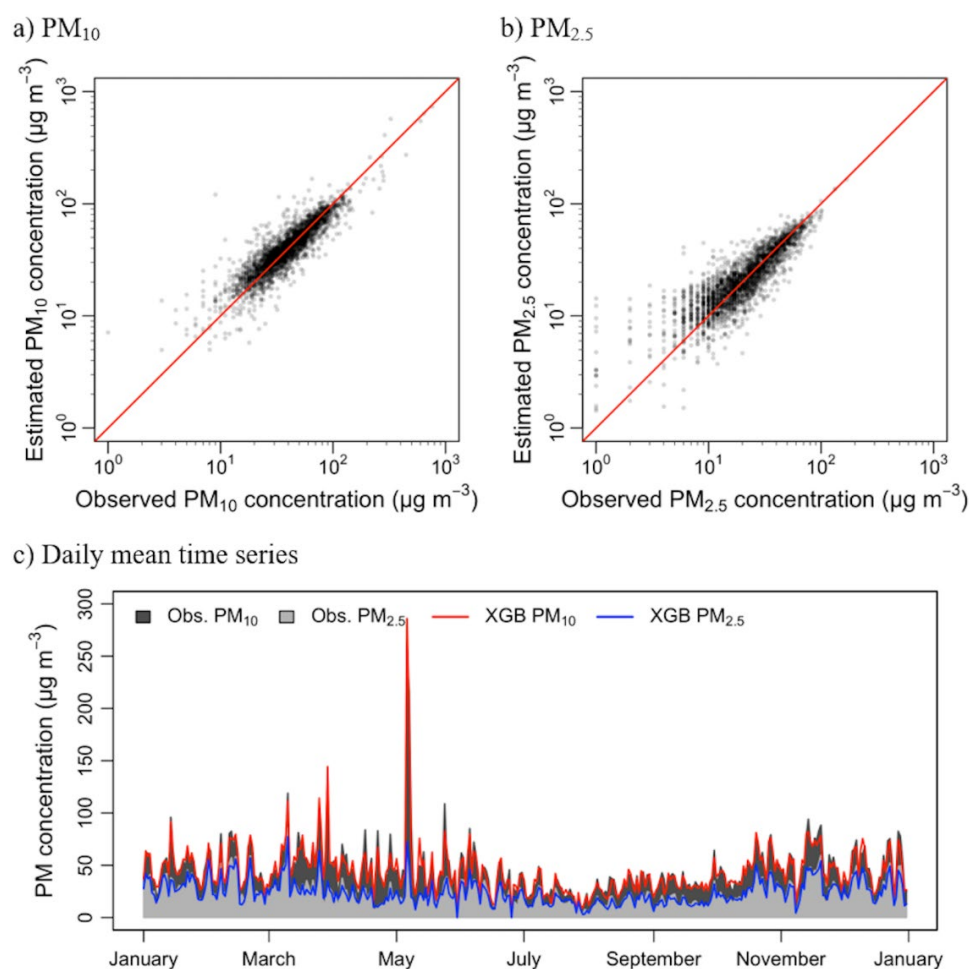 a) PM₁₀
Estimated PM₁₀ concentration (µg m⁻³)
10³
10²
10¹
10⁰
10⁰ 10¹ 10² 10³
Observed PM₁₀ concentration (µg m⁻³)
b) PM₂.₅
Estimated PM₂.₅ concentration (µg m⁻³)
10³
10²
10¹
10⁰
10⁰ 10¹ 10² 10³
Observed PM₂.₅ concentration (µg m⁻³)
c) Daily mean time series
PM concentration (µg m⁻³)
300
250
200
150
100
50
0
Obs. PM₁₀ Obs. PM₂.₅ XGB PM₁₀ XGB PM₂.₅
January March May July September November January